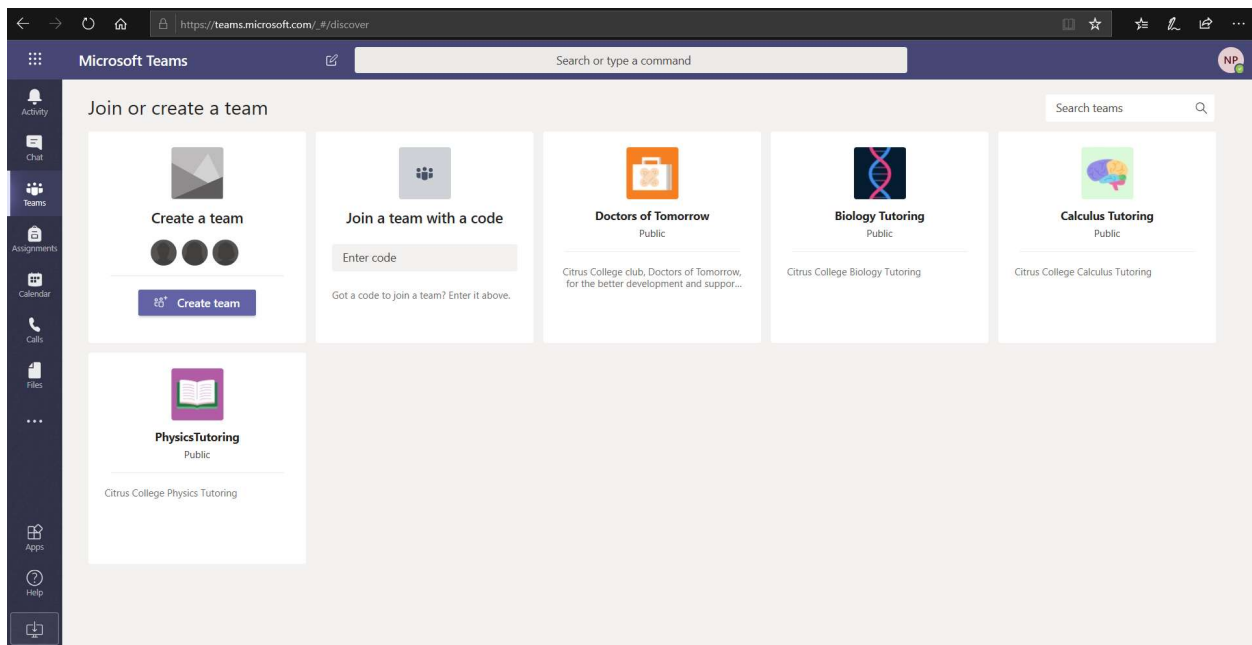 https://teams.microsoft.com/_#/discover
Microsoft Teams
Search or type a command
NP
Activity
Chat
Teams
Assignments
Calendar
Calls
Files
Apps
Help
Join or create a team
Search teams
Create a team
Create team
Join a team with a code
Enter code
Got a code to join a team? Enter it above.
Doctors of Tomorrow
Public
Citrus College club, Doctors of Tomorrow,
for the better development and suppor...
Biology Tutoring
Public
Citrus College Biology Tutoring
Calculus Tutoring
Public
Citrus College Calculus Tutoring
PhysicsTutoring
Public
Citrus College Physics Tutoring